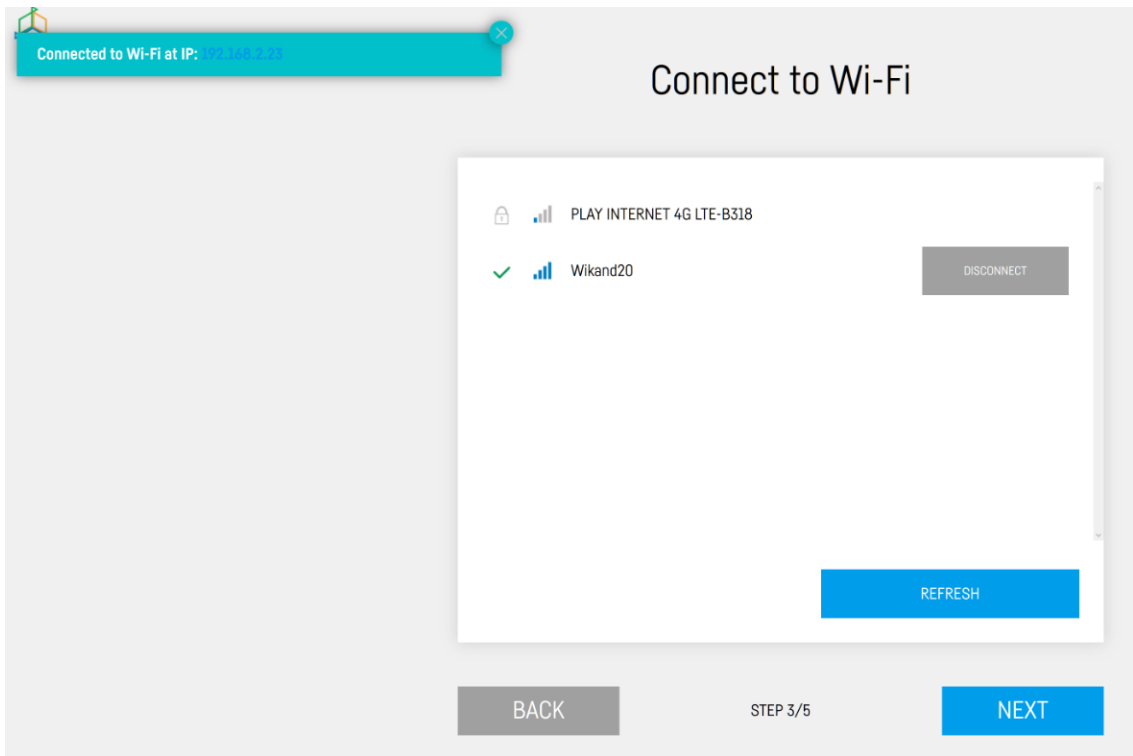 Connected to Wi-Fi at IP: 192.168.2.23
Connect to Wi-Fi
PLAY INTERNET 4G LTE-B318
Wikand20
DISCONNECT
REFRESH
BACK
STEP 3/5
NEXT